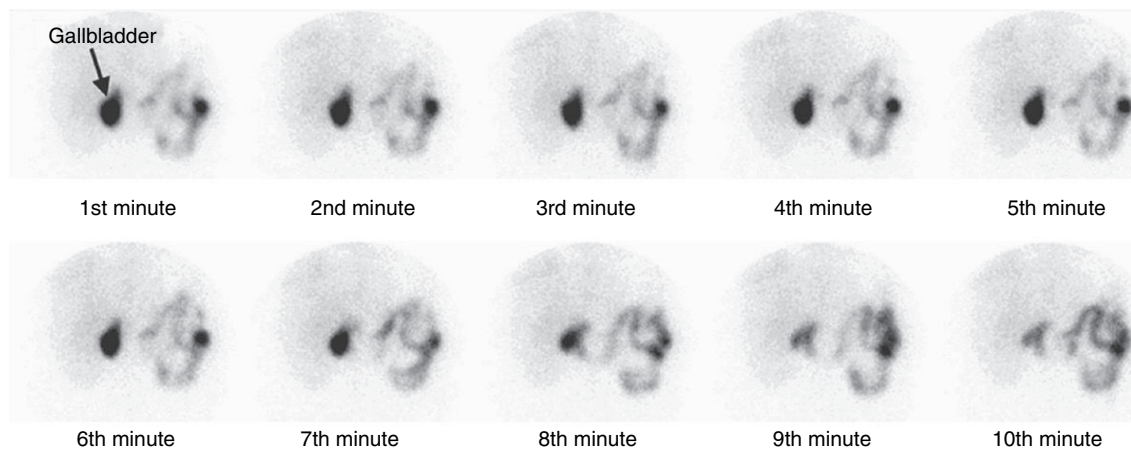 Gallbladder
1st minute
2nd minute
3rd minute
4th minute
5th minute
6th minute
7th minute
8th minute
9th minute
10th minute